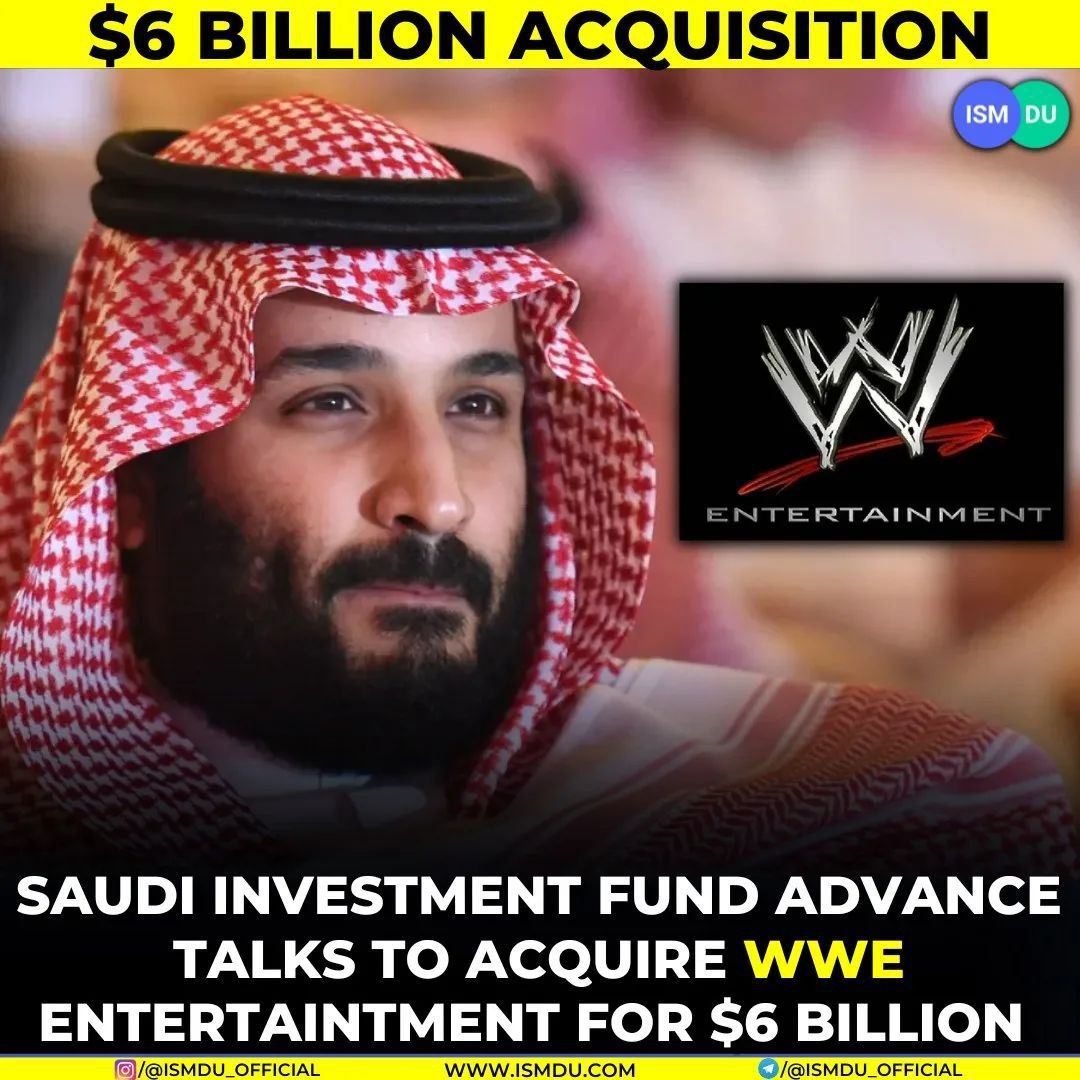 $6 BILLION ACQUISITION
ISM DU
W
ENTERTAINMENT
SAUDI INVESTMENT FUND ADVANCE
TALKS TO ACQUIRE WWE
ENTERTAINTMENT FOR $6 BILLION
/@ISMDU_OFFICIAL WWW.ISMDU.COM /@ISMDU_OFFICIAL